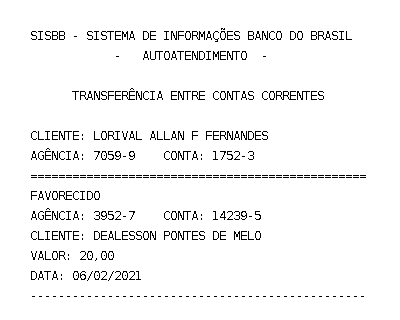 SISBB - SISTEMA DE INFORMAÇÕES BANCO DO BRASIL
- AUTOATENDIMENTO -
TRANSFERÊNCIA ENTRE CONTAS CORRENTES
CLIENTE: LORIVAL ALLAN F FERNANDES
AGÊNCIA: 7059-9 CONTA: 1752-3
================================================
FAVORECIDO
AGÊNCIA: 3952-7 CONTA: 14239-5
CLIENTE: DEALESSON PONTES DE MELO
VALOR: 20,00
DATA: 06/02/2021
------------------------------------------------